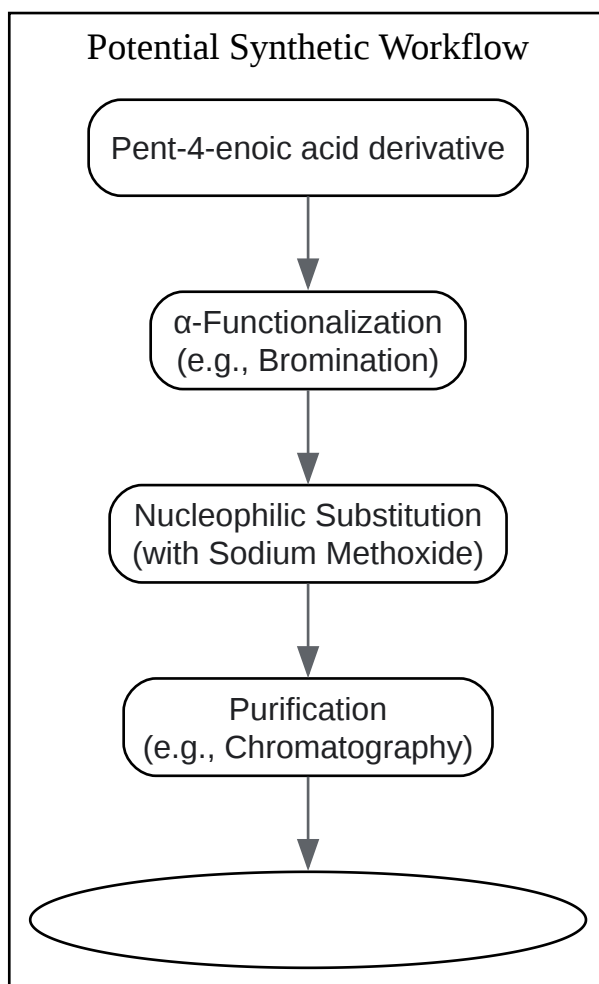 Potential Synthetic Workflow
Pent-4-enoic acid derivative
α-Functionalization
(e.g., Bromination)
Nucleophilic Substitution
(with Sodium Methoxide)
Purification
(e.g., Chromatography)